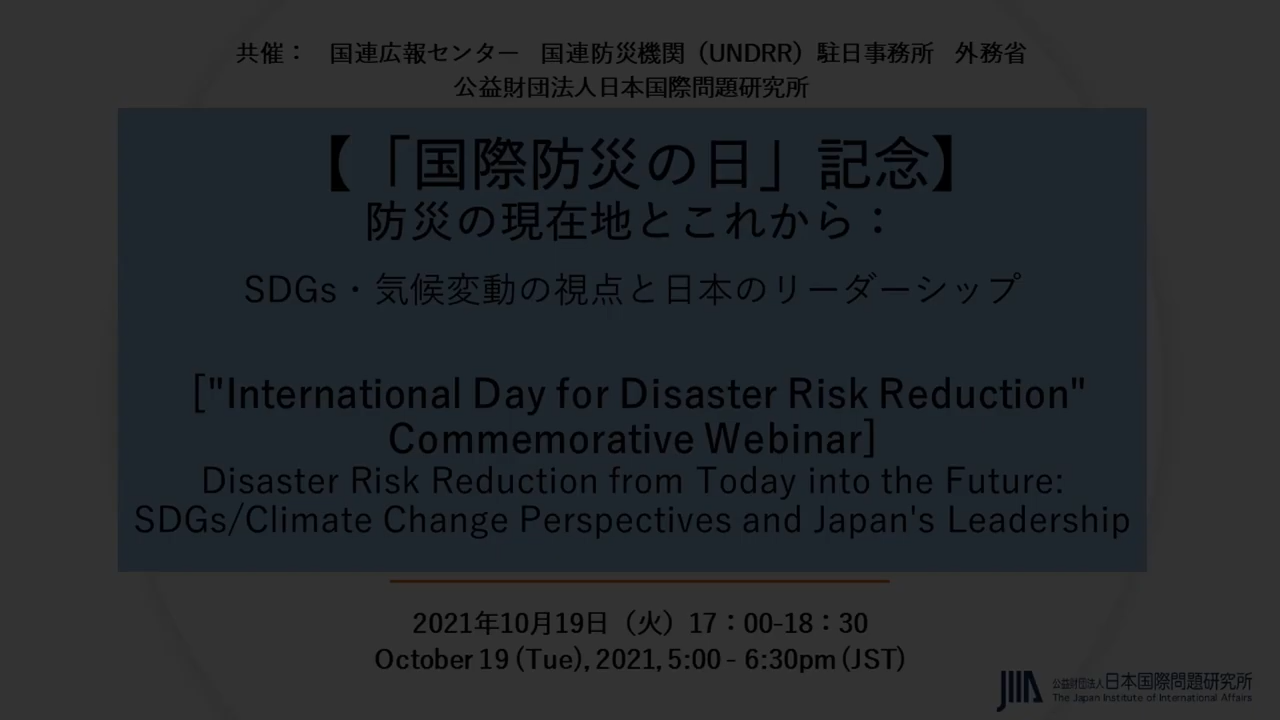 共催： 国連広報センター 国連防災機関（UNDRR）駐日事務所 外務省
公益財団法人日本国際問題研究所
【「国際防災の日」記念】
防災の現在地とこれから：
SDGs・気候変動の視点と日本のリーダーシップ
["International Day for Disaster Risk Reduction"
Commemorative Webinar]
Disaster Risk Reduction from Today into the Future:
SDGs/Climate Change Perspectives and Japan's Leadership
2021年10月19日（火）17：00-18：30
October 19 (Tue), 2021, 5:00 - 6:30pm (JST)
JIIA 公益財団法人日本国際問題研究所
The Japan Institute of International Affairs